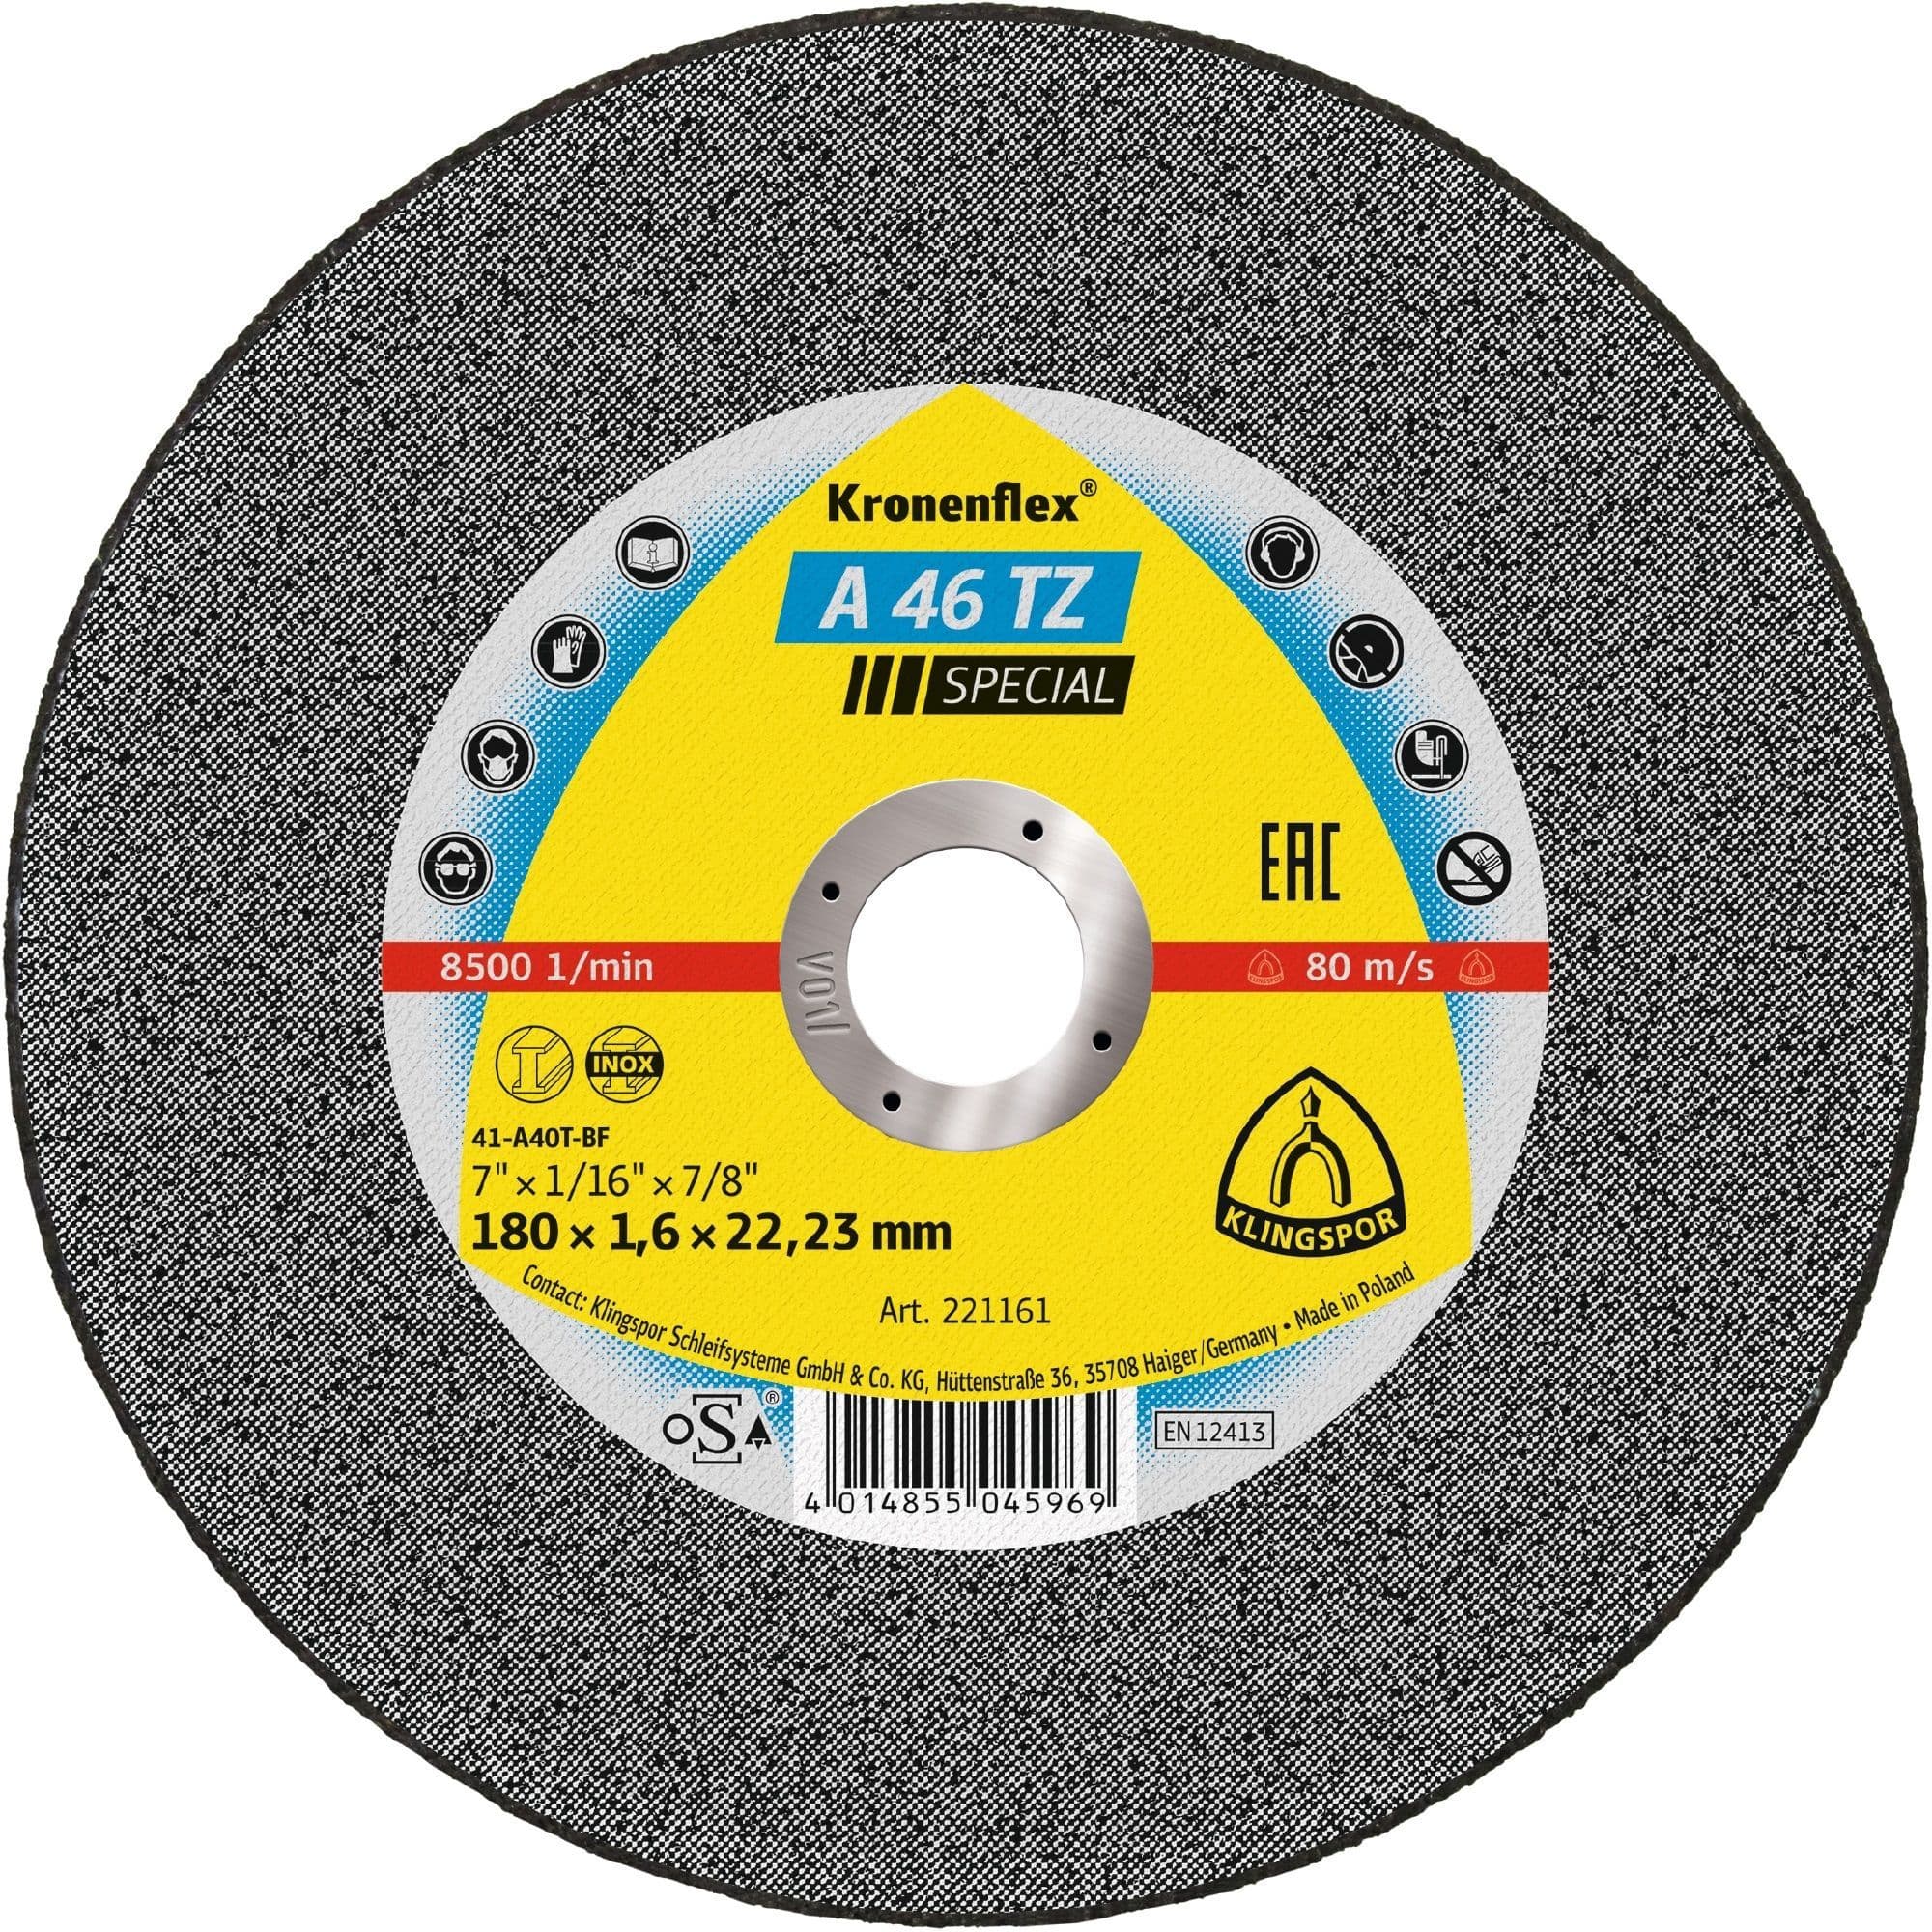 Kronenflex®
A 46 TZ
SPECIAL
EAC
8500 1/min
80 m/s
KLINGSPOR
KLINGSPOR
V01
INOX
41-A40T-BF
7" × 1/16" × 7/8"
180 × 1,6 × 22,23 mm
KLINGSPOR
Art. 221161
Contact: Klingspor Schleifsysteme GmbH & Co. KG, Hüttenstraße 36, 35708 Haiger/Germany • Made in Poland
oSA®
EN 12413
4 014855 045969